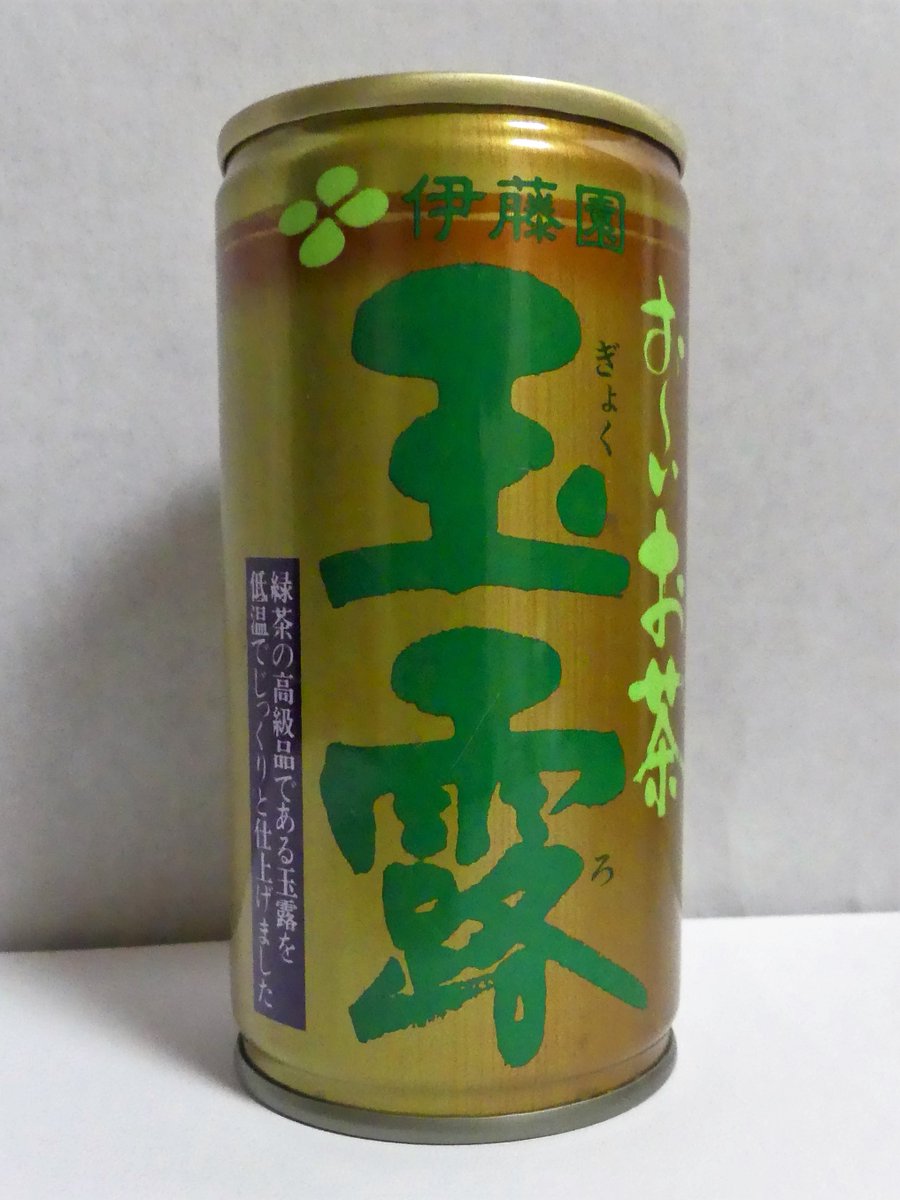 伊藤園
お〜いお茶
玉露
ぎょく
ろ
緑茶の高級品である玉露を
低温でじっくりと仕上げました